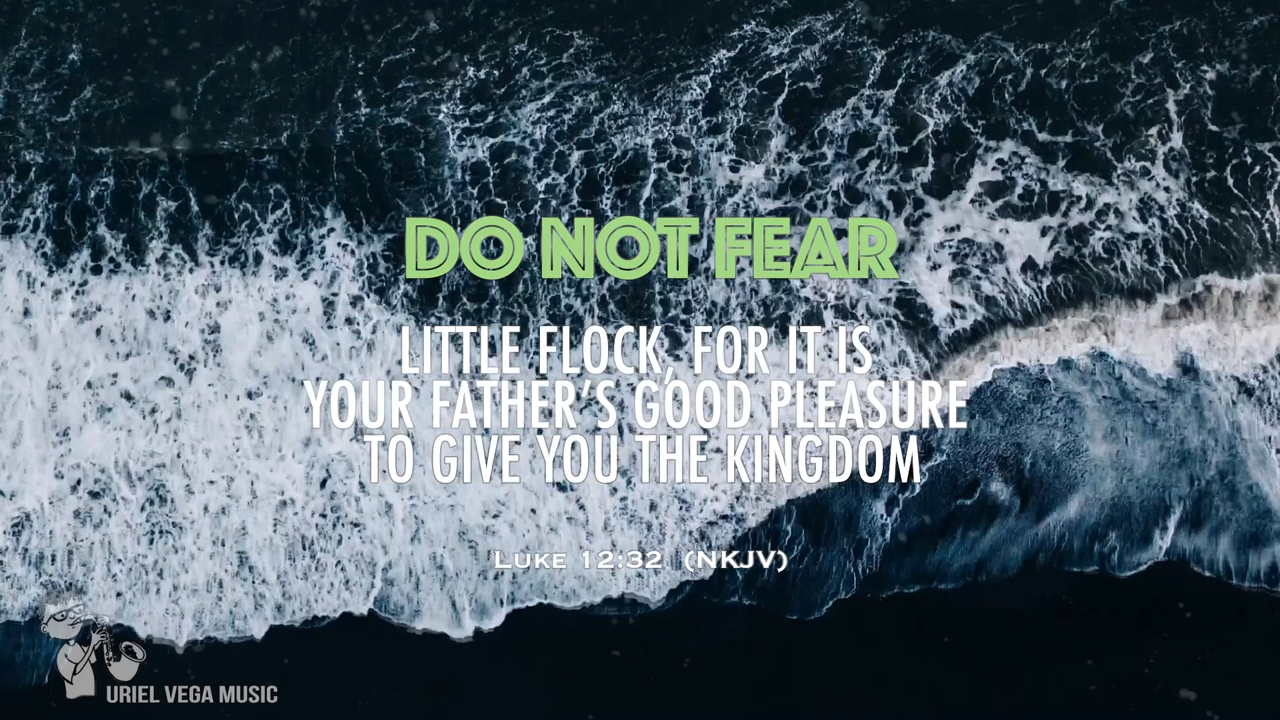 DO NOT FEAR
LITTLE FLOCK, FOR IT IS
YOUR FATHER'S GOOD PLEASURE
TO GIVE YOU THE KINGDOM
LUKE 12:32 (NKJV)
URIEL VEGA MUSIC